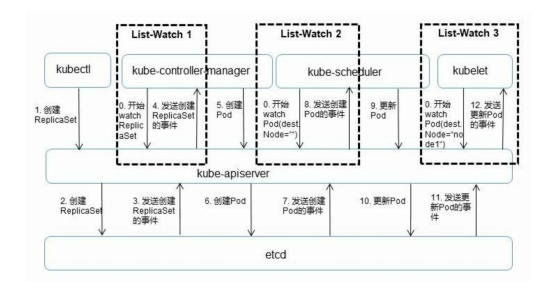 List-Watch 1
List-Watch 2
List-Watch 3
kubectl
kube-controller-manager
kube-scheduler
kubelet
1. 创建
ReplicaSet
0. 开始
watch
Replic
aSet
4. 发送创建
ReplicaSet
的事件
5. 创建
Pod
0. 开始
watch
Pod(dest.
Node="")
8. 发送创建
Pod的事件
9. 更新
Pod
0. 开始
watch
Pod(dest.
Node="no
de1")
12. 发送
更新Pod
的事件
kube-apiserver
2. 创建
ReplicaSet
3. 发送创建
ReplicaSet
的事件
6. 创建Pod
7. 发送创建
Pod的事件
10. 更新Pod
11. 发送更
新Pod的事
件
etcd